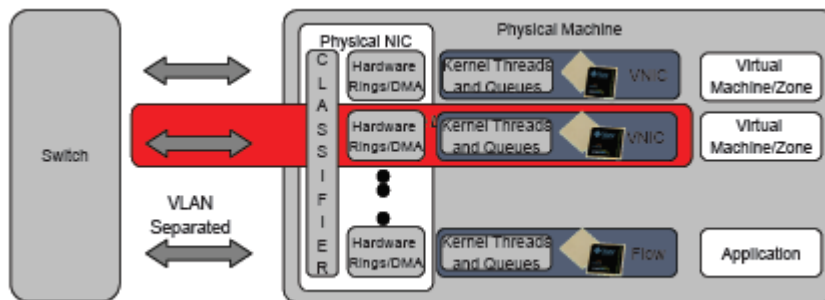 Physical Machine
Physical NIC
Switch
CLASSIFIER
Hardware
Rings/DMA
Kernel Threads
and Queues
VNIC
Virtual
Machine/Zone
Hardware
Rings/DMA
Kernel Threads
and Queues
VNIC
Virtual
Machine/Zone
VLAN
Separated
Hardware
Rings/DMA
Kernel Threads
and Queues
Flow
Application